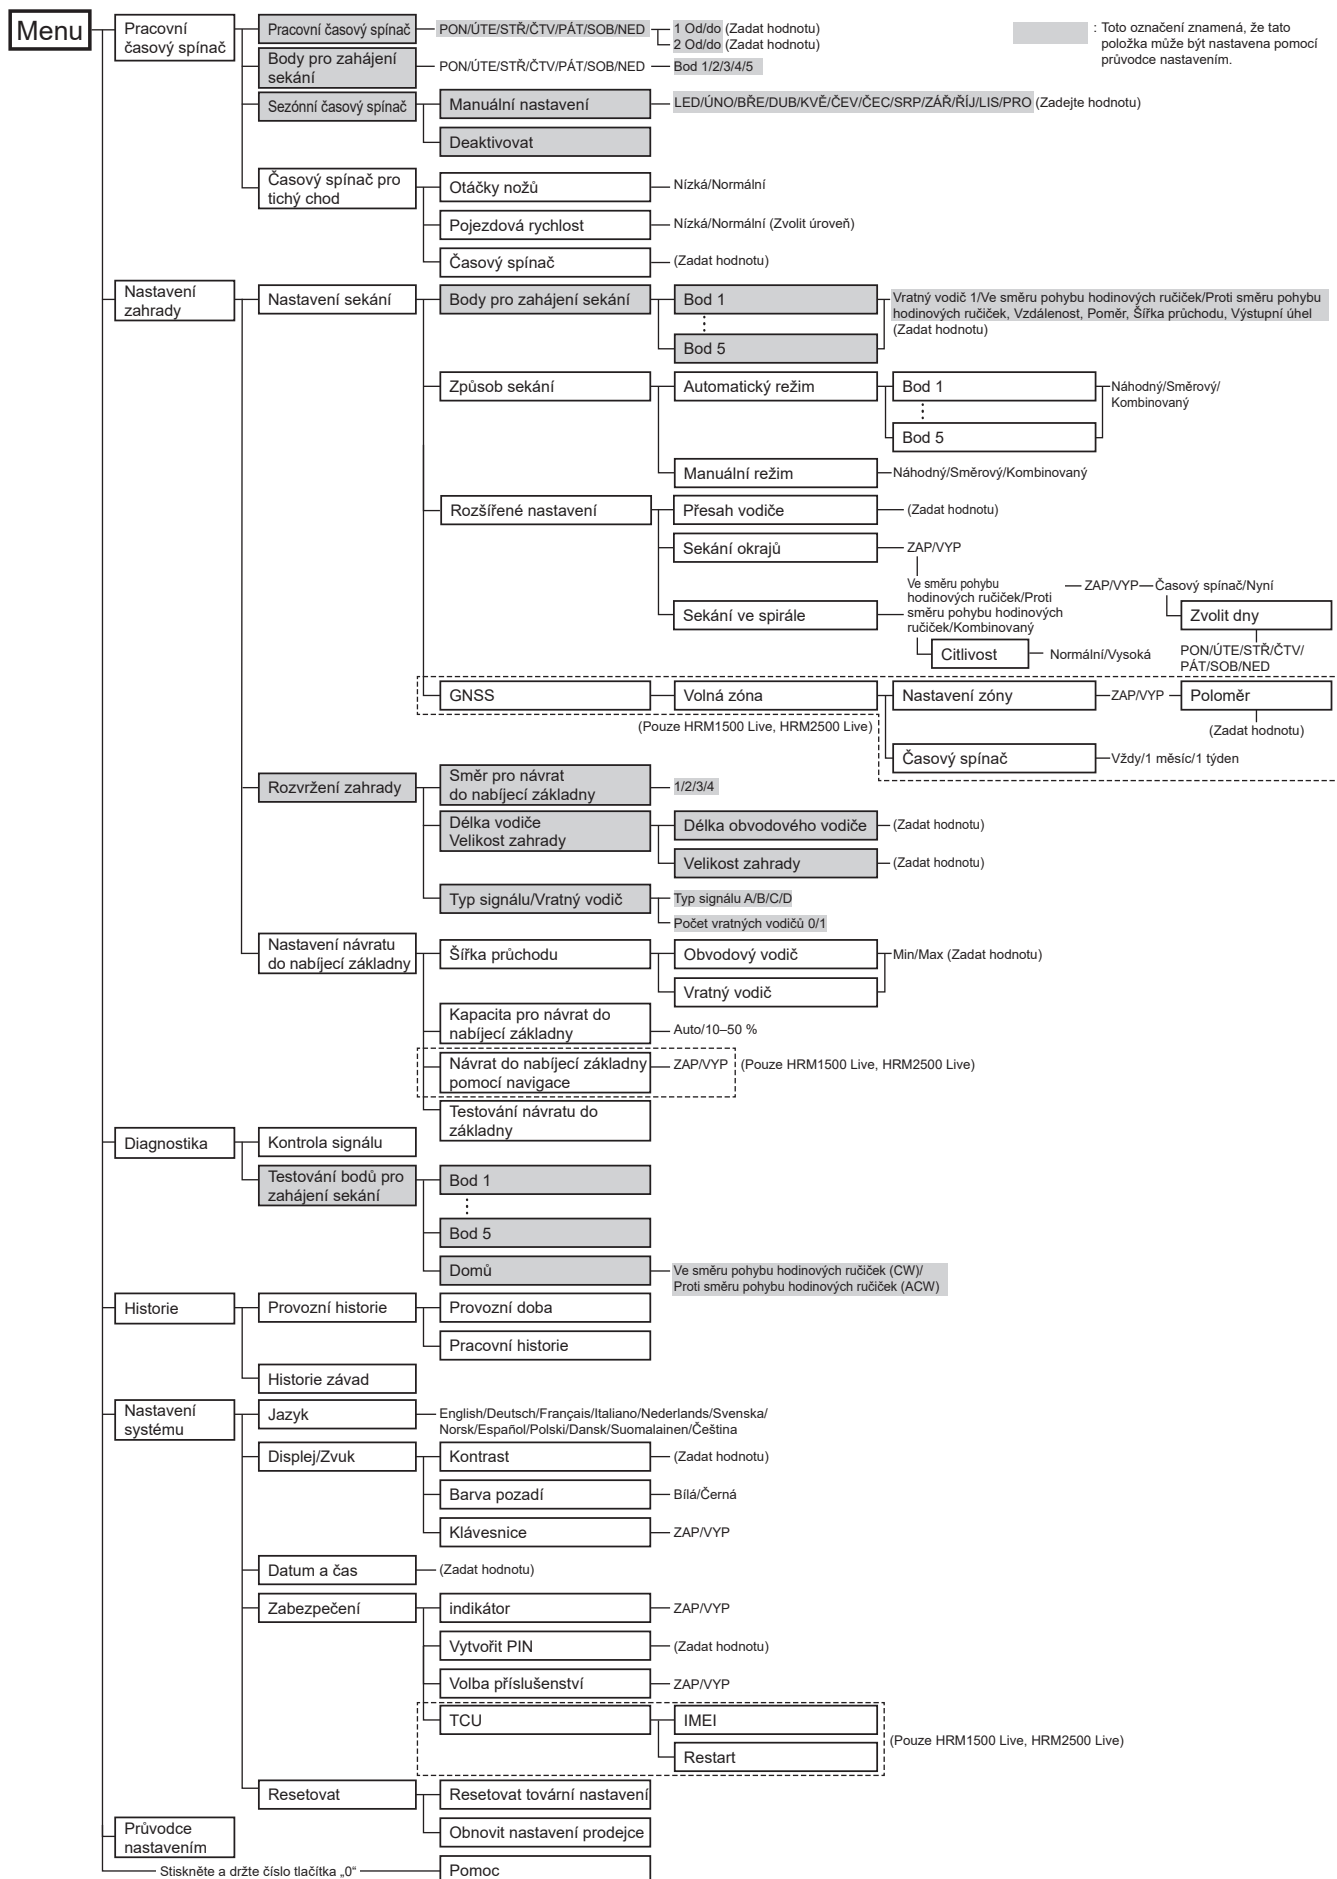 Menu
Pracovní
časový spínač
Pracovní časový spínač
PON/ÚTE/STŘ/ČTV/PÁT/SOB/NED
1 Od/do (Zadat hodnotu)
2 Od/do (Zadat hodnotu)
: Toto označení znamená, že tato
položka může být nastavena pomocí
průvodce nastavením.
Body pro zahájení
sekání
PON/ÚTE/STŘ/ČTV/PÁT/SOB/NED
Bod 1/2/3/4/5
Sezónní časový spínač
Manuální nastavení
LED/ÚNO/BŘE/DUB/KVĚ/ČEV/ČEC/SRP/ZÁŘ/ŘÍJ/LIS/PRO (Zadejte hodnotu)
Deaktivovat
Časový spínač pro
tichý chod
Otáčky nožů
Nízká/Normální
Pojezdová rychlost
Nízká/Normální (Zvolit úroveň)
Časový spínač
(Zadat hodnotu)
Nastavení
zahrady
Nastavení sekání
Body pro zahájení sekání
Bod 1
Bod 5
Vratný vodič 1/Ve směru pohybu hodinových ručiček/Proti směru pohybu
hodinových ručiček, Vzdálenost, Poměr, Šířka průchodu, Výstupní úhel
(Zadat hodnotu)
Způsob sekání
Automatický režim
Bod 1
Bod 5
Náhodný/Směrový/
Kombinovaný
Manuální režim
Náhodný/Směrový/Kombinovaný
Rozšířené nastavení
Přesah vodiče
(Zadat hodnotu)
Sekání okrajů
ZAP/VYP
Sekání ve spirále
Ve směru pohybu
hodinových ručiček/Proti
směru pohybu hodinových
ručiček/Kombinovaný
ZAP/VYP
Časový spínač/Nyní
Zvolit dny
PON/ÚTE/STŘ/ČTV/
PÁT/SOB/NED
Citlivost
Normální/Vysoká
GNSS
Volná zóna
Nastavení zóny
ZAP/VYP
Poloměr
(Zadat hodnotu)
(Pouze HRM1500 Live, HRM2500 Live)
Časový spínač
Vždy/1 měsíc/1 týden
Rozvržení zahrady
Směr pro návrat
do nabíjecí základny
1/2/3/4
Délka vodiče
Velikost zahrady
Délka obvodového vodiče
(Zadat hodnotu)
Velikost zahrady
(Zadat hodnotu)
Typ signálu/Vratný vodič
Typ signálu A/B/C/D
Počet vratných vodičů 0/1
Nastavení návratu
do nabíjecí základny
Šířka průchodu
Obvodový vodič
Vratný vodič
Min/Max (Zadat hodnotu)
Kapacita pro návrat do
nabíjecí základny
Auto/10–50 %
Návrat do nabíjecí základny
pomocí navigace
ZAP/VYP
(Pouze HRM1500 Live, HRM2500 Live)
Testování návratu do
základny
Diagnostika
Kontrola signálu
Testování bodů pro
zahájení sekání
Bod 1
Bod 5
Domů
Ve směru pohybu hodinových ručiček (CW)/
Proti směru pohybu hodinových ručiček (ACW)
Historie
Provozní historie
Provozní doba
Pracovní historie
Historie závad
Nastavení
systému
Jazyk
English/Deutsch/Français/Italiano/Nederlands/Svenska/
Norsk/Español/Polski/Dansk/Suomalainen/Čeština
Displej/Zvuk
Kontrast
(Zadat hodnotu)
Barva pozadí
Bílá/Černá
Klávesnice
ZAP/VYP
Datum a čas
(Zadat hodnotu)
Zabezpečení
indikátor
ZAP/VYP
Vytvořit PIN
(Zadat hodnotu)
Volba příslušenství
ZAP/VYP
TCU
IMEI
Restart
(Pouze HRM1500 Live, HRM2500 Live)
Resetovat
Resetovat tovární nastavení
Obnovit nastavení prodejce
Průvodce
nastavením
Stiskněte a držte číslo tlačítka „0“
Pomoc